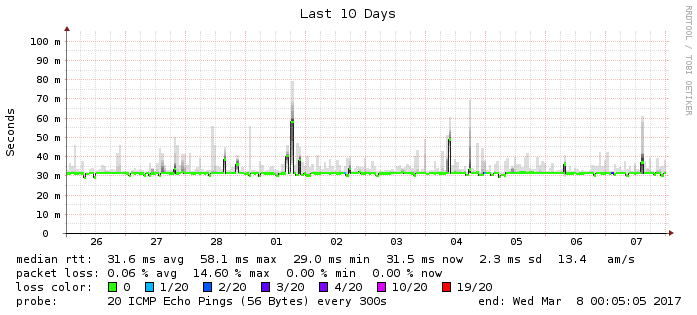 Last 10 Days
RRDTOOL / TOBI OETIKER
Seconds
100 m
90 m
80 m
70 m
60 m
50 m
40 m
30 m
20 m
10 m
0
26 27 28 01 02 03 04 05 06 07
median rtt: 31.6 ms avg 58.1 ms max 29.0 ms min 31.5 ms now 2.3 ms sd 13.4 am/s
packet loss: 0.06 % avg 14.60 % max 0.00 % min 0.00 % now
loss color: 0 1/20 2/20 3/20 4/20 10/20 19/20
probe: 20 ICMP Echo Pings (56 Bytes) every 300s end: Wed Mar 8 00:05:05 2017